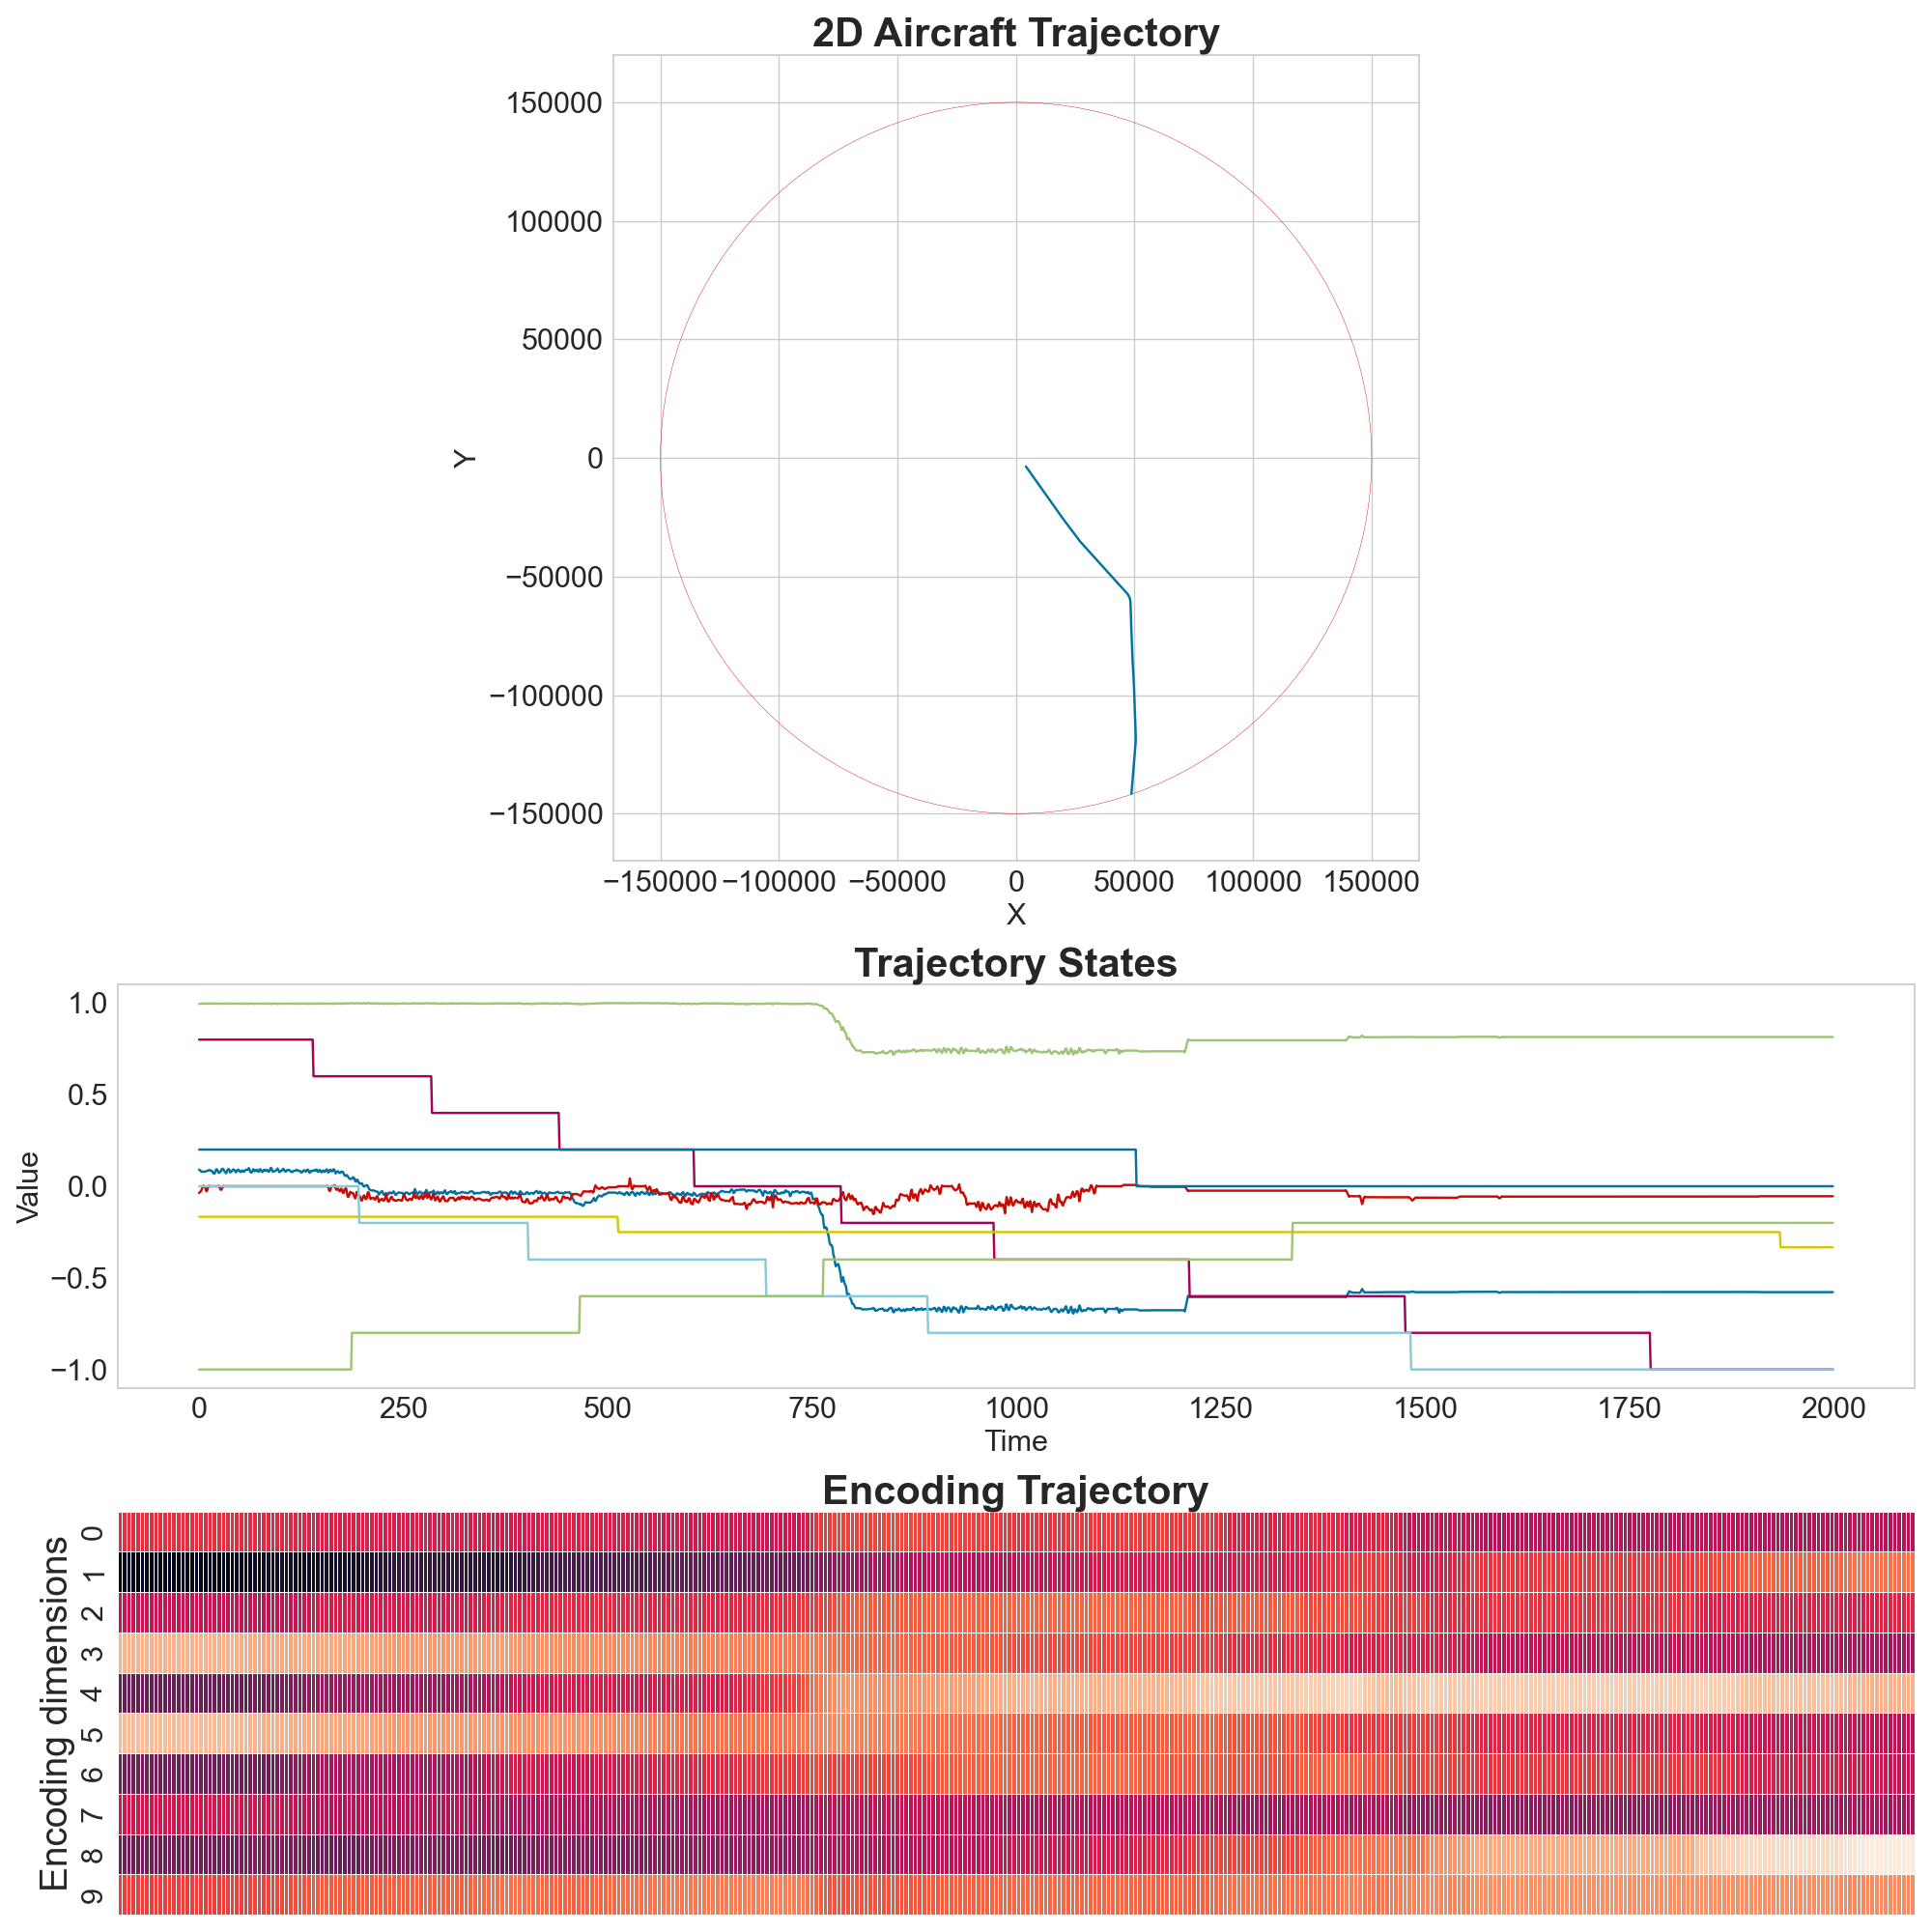 2D Aircraft Trajectory
150000
100000
50000
0
−50000
−100000
−150000
Y
−150000 −100000 −50000 0 50000 100000 150000
X
Trajectory States
1.0
0.5
0.0
−0.5
−1.0
Value
0 250 500 750 1000 1250 1500 1750 2000
Time
Encoding Trajectory
Encoding dimensions
0
1
2
3
4
5
6
7
8
9